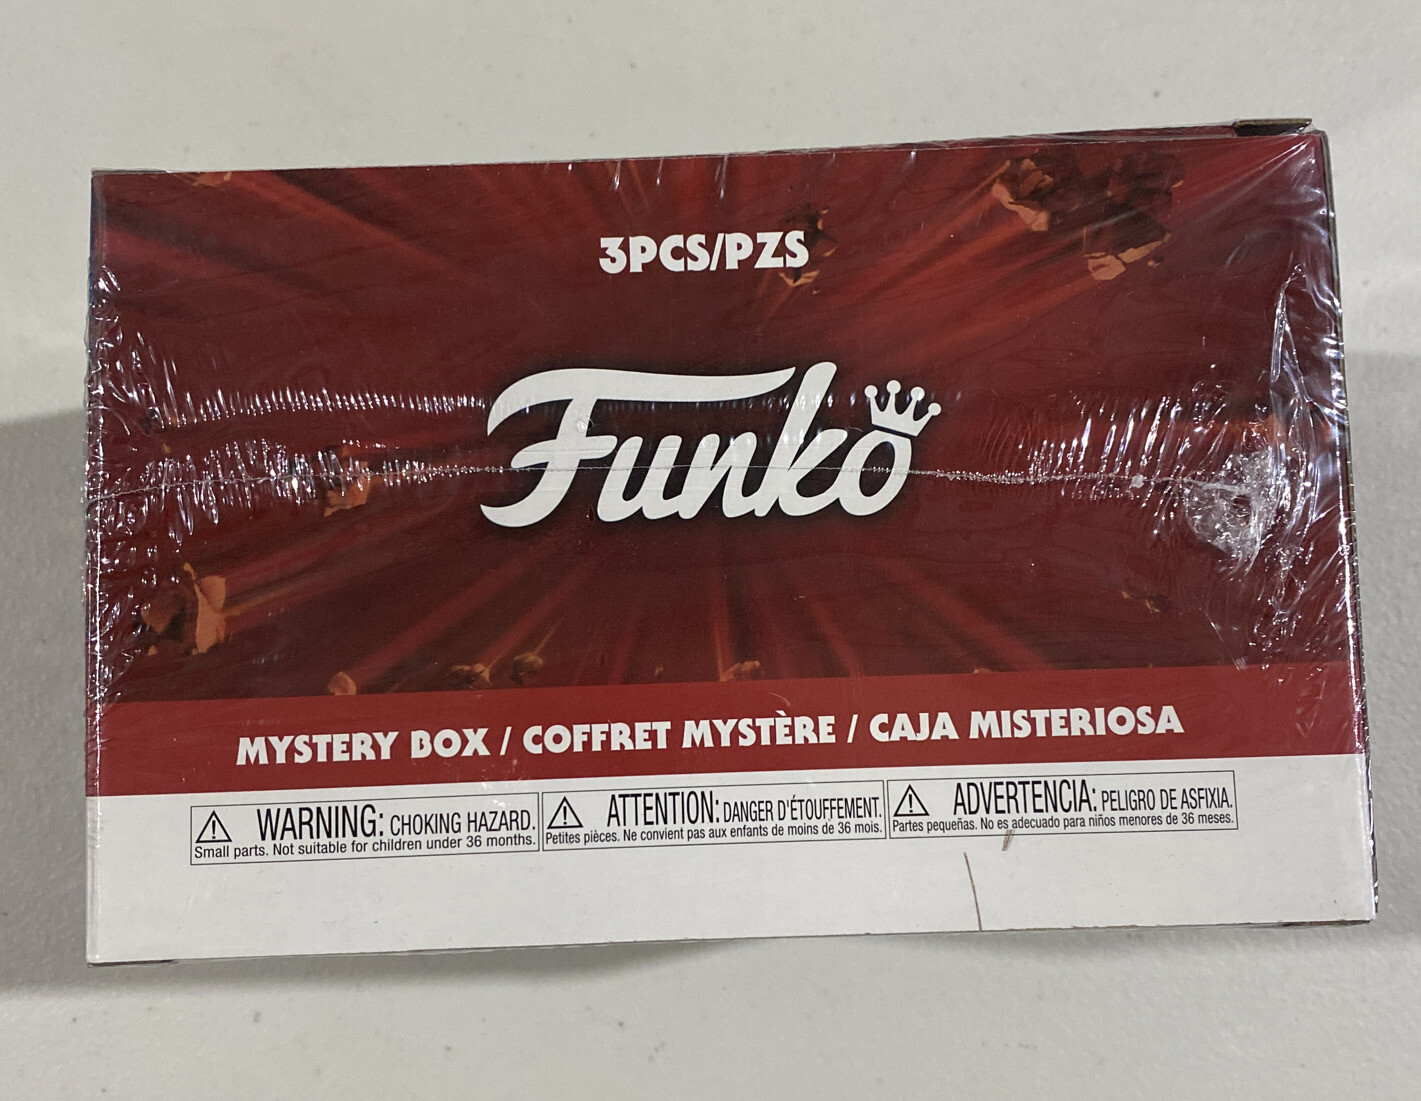 3PCS/PZS
Funko
MYSTERY BOX / COFFRET MYSTÈRE / CAJA MISTERIOSA
WARNING: CHOKING HAZARD.
Small parts. Not suitable for children under 36 months.
ATTENTION: DANGER D'ÉTOUFFEMENT.
Petites pièces. Ne convient pas aux enfants de moins de 36 mois.
ADVERTENCIA: PELIGRO DE ASFIXIA.
Partes pequeñas. No es adecuado para niños menores de 36 meses.